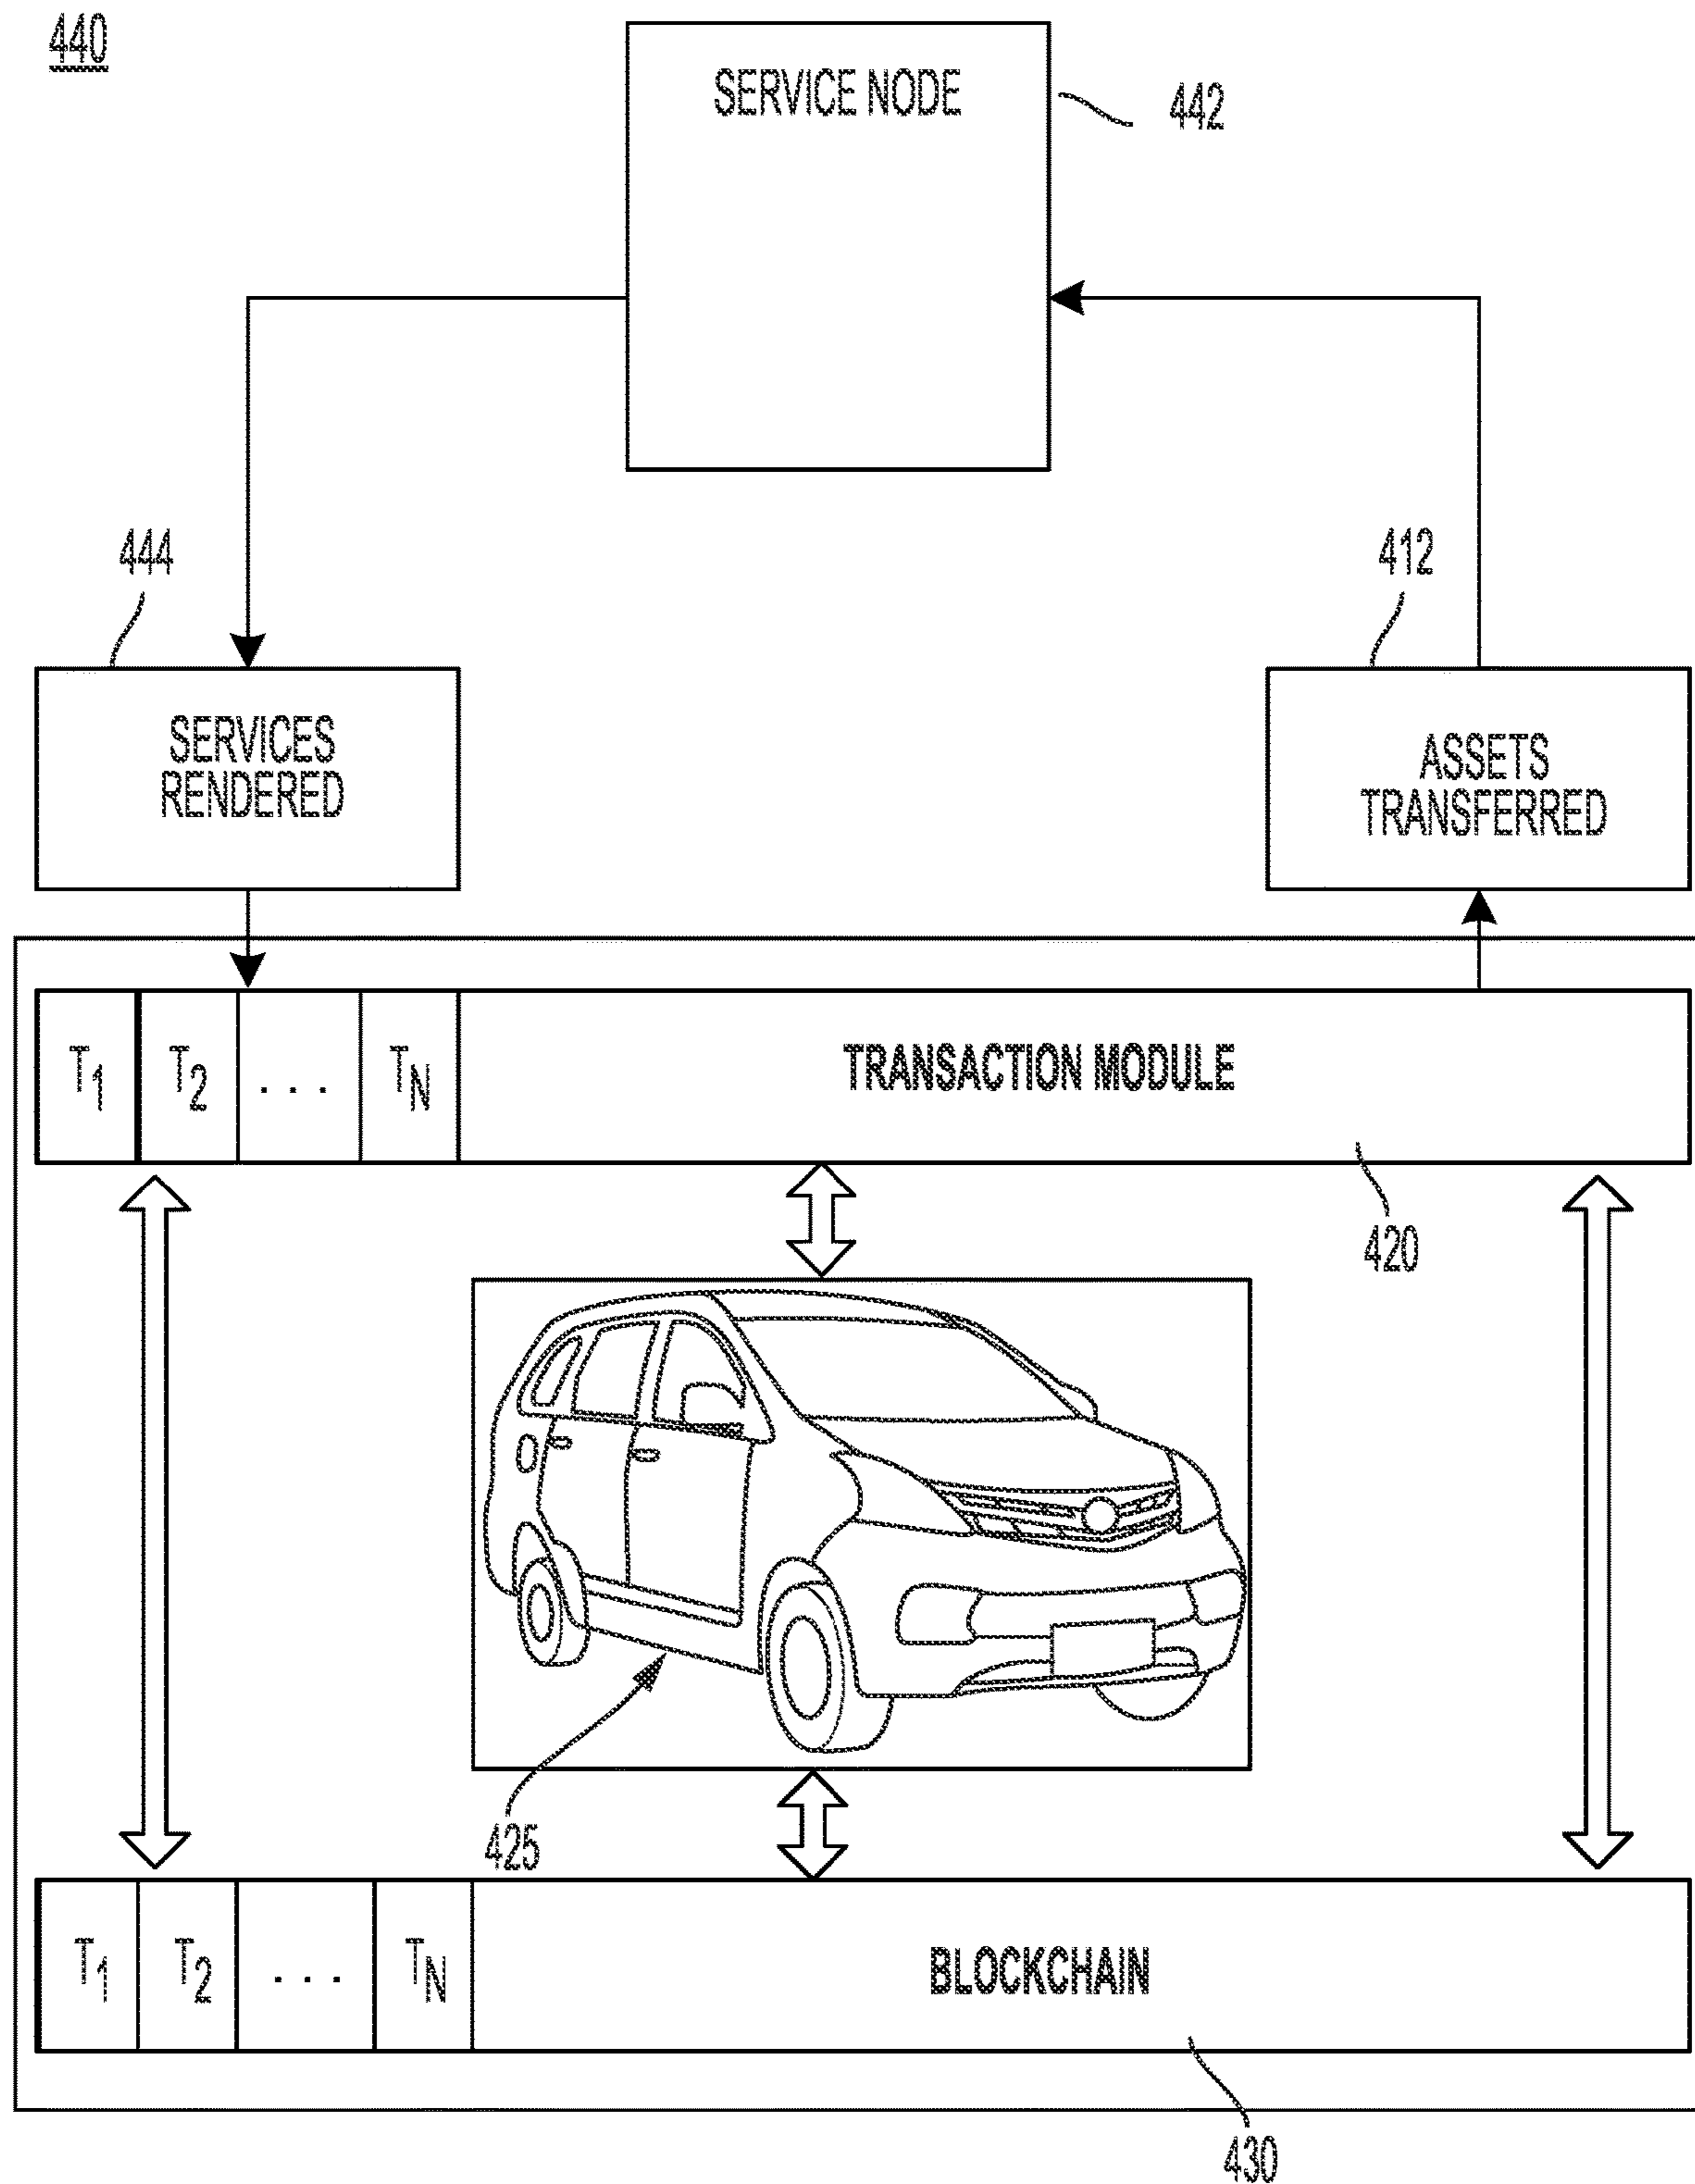 440
SERVICE NODE
442
444
412
SERVICES
RENDERED
ASSETS
TRANSFERRED
T1 T2 . . . TN TRANSACTION MODULE
420
425
T1 T2 . . . TN BLOCKCHAIN
430